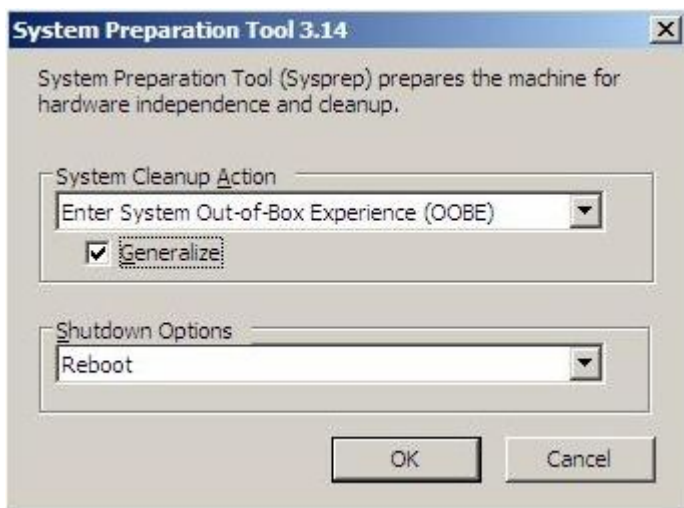 System Preparation Tool 3.14
System Preparation Tool (Sysprep) prepares the machine for
hardware independence and cleanup.
System Cleanup Action
Enter System Out-of-Box Experience (OOBE)
Generalize
Shutdown Options
Reboot
OK
Cancel